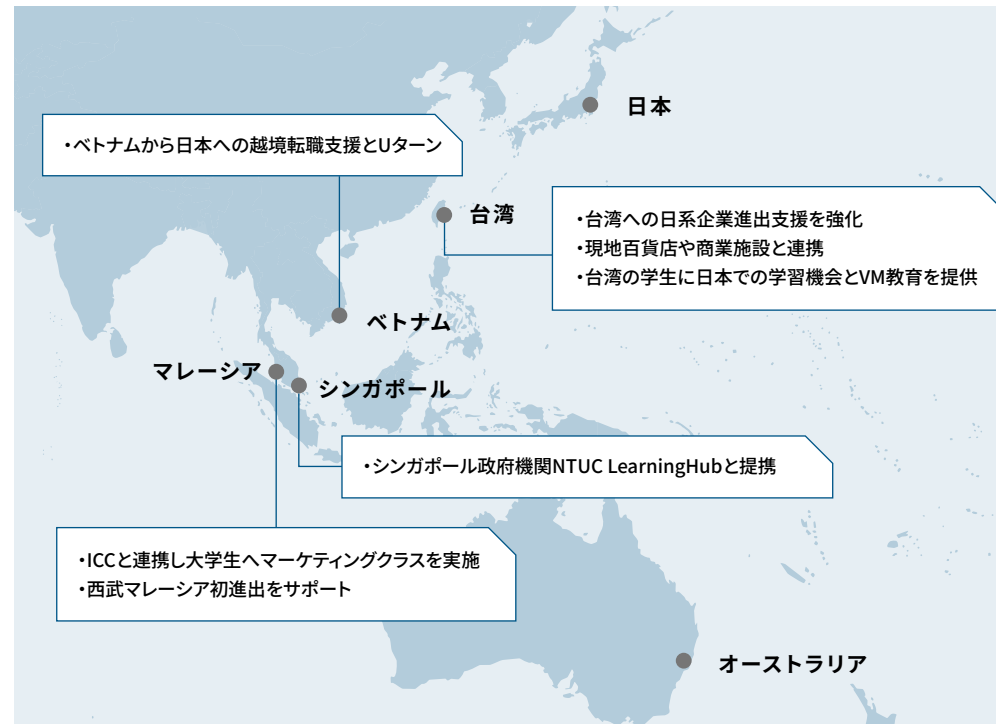 日本
・ベトナムから日本への越境転職支援とUターン
台湾
・台湾への日系企業進出支援を強化
・現地百貨店や商業施設と連携
・台湾の学生に日本での学習機会とVM教育を提供
ベトナム
マレーシア
シンガポール
・シンガポール政府機関NTUC LearningHubと提携
・ICCと連携し大学生へマーケティングクラスを実施
・西武マレーシア初進出をサポート
オーストラリア